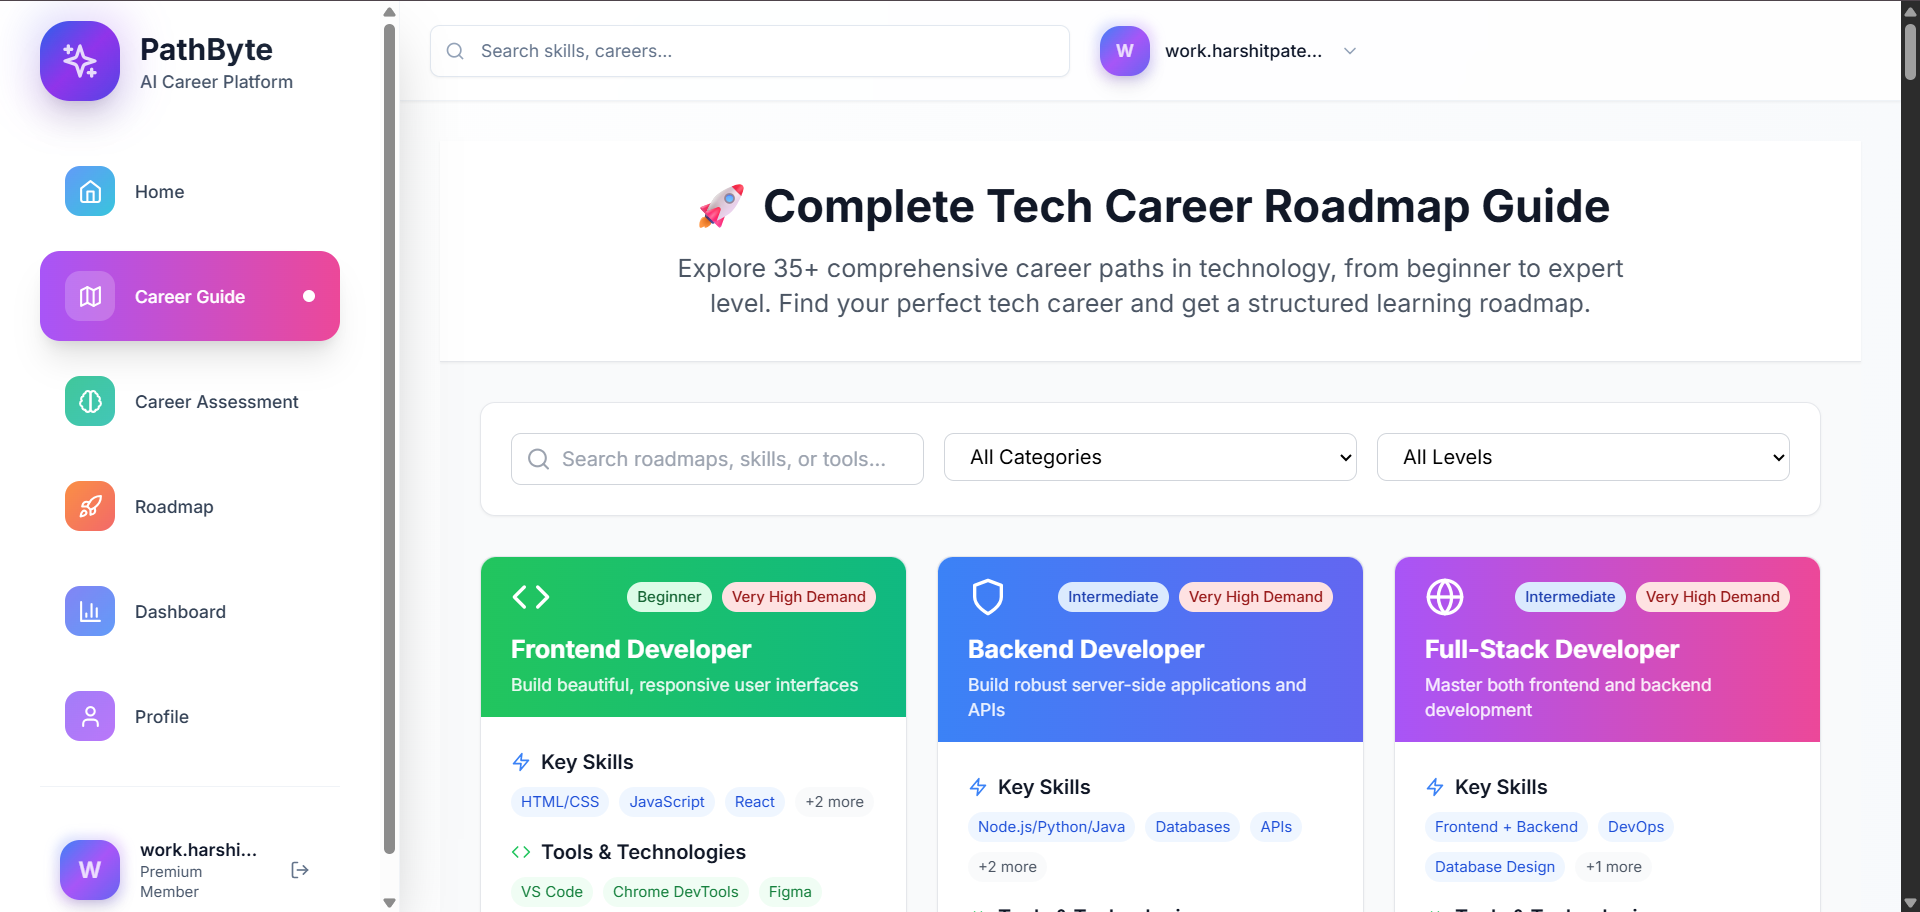 PathByte
AI Career Platform
Home
Career Guide
Career Assessment
Roadmap
Dashboard
Profile
W
work.harshi...
Premium
Member
Search skills, careers...
W
work.harshitpate...
Complete Tech Career Roadmap Guide
Explore 35+ comprehensive career paths in technology, from beginner to expert
level. Find your perfect tech career and get a structured learning roadmap.
Search roadmaps, skills, or tools...
All Categories
All Levels
Beginner
Very High Demand
Frontend Developer
Build beautiful, responsive user interfaces
Key Skills
HTML/CSS
JavaScript
React
+2 more
Tools & Technologies
VS Code
Chrome DevTools
Figma
Intermediate
Very High Demand
Backend Developer
Build robust server-side applications and
APIs
Key Skills
Node.js/Python/Java
Databases
APIs
+2 more
Intermediate
Very High Demand
Full-Stack Developer
Master both frontend and backend
development
Key Skills
Frontend + Backend
DevOps
Database Design
+1 more